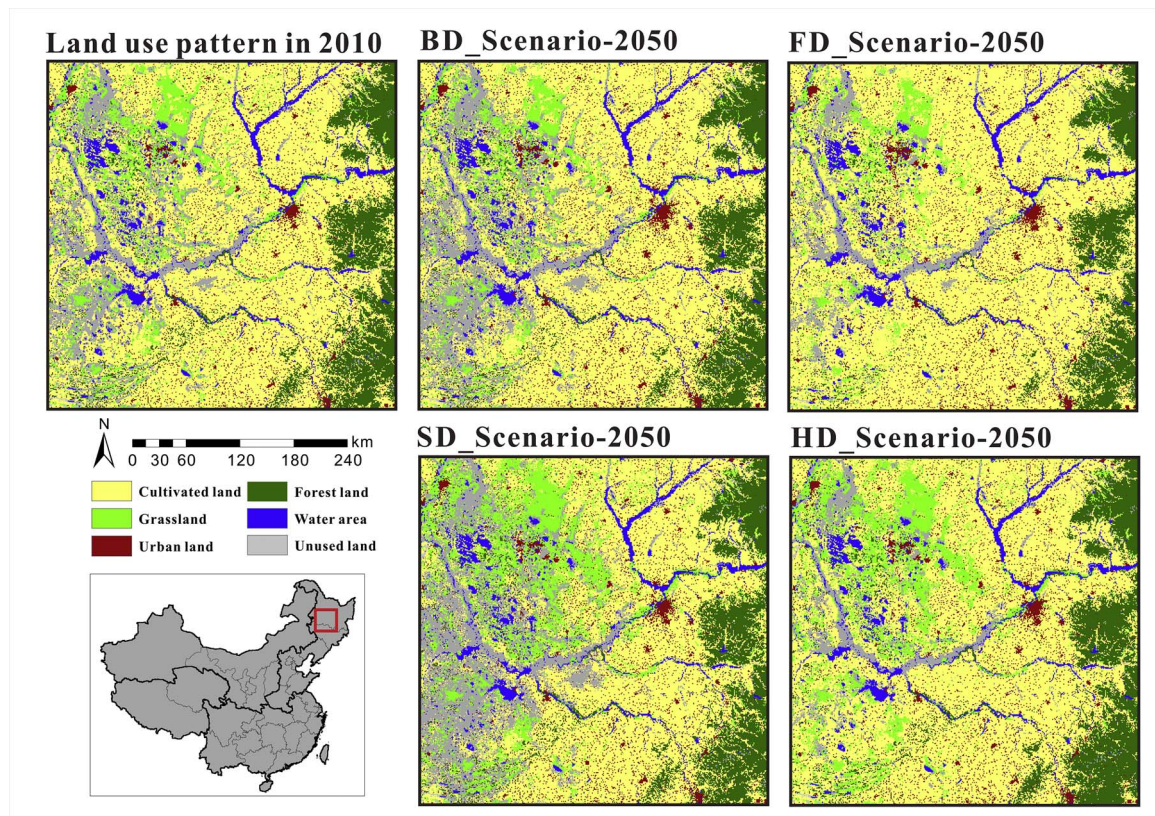 Land use pattern in 2010
BD_Scenario-2050
FD_Scenario-2050
N
km
0 30 60 120 180 240
Cultivated land
Forest land
Grassland
Water area
Urban land
Unused land
SD_Scenario-2050
HD_Scenario-2050